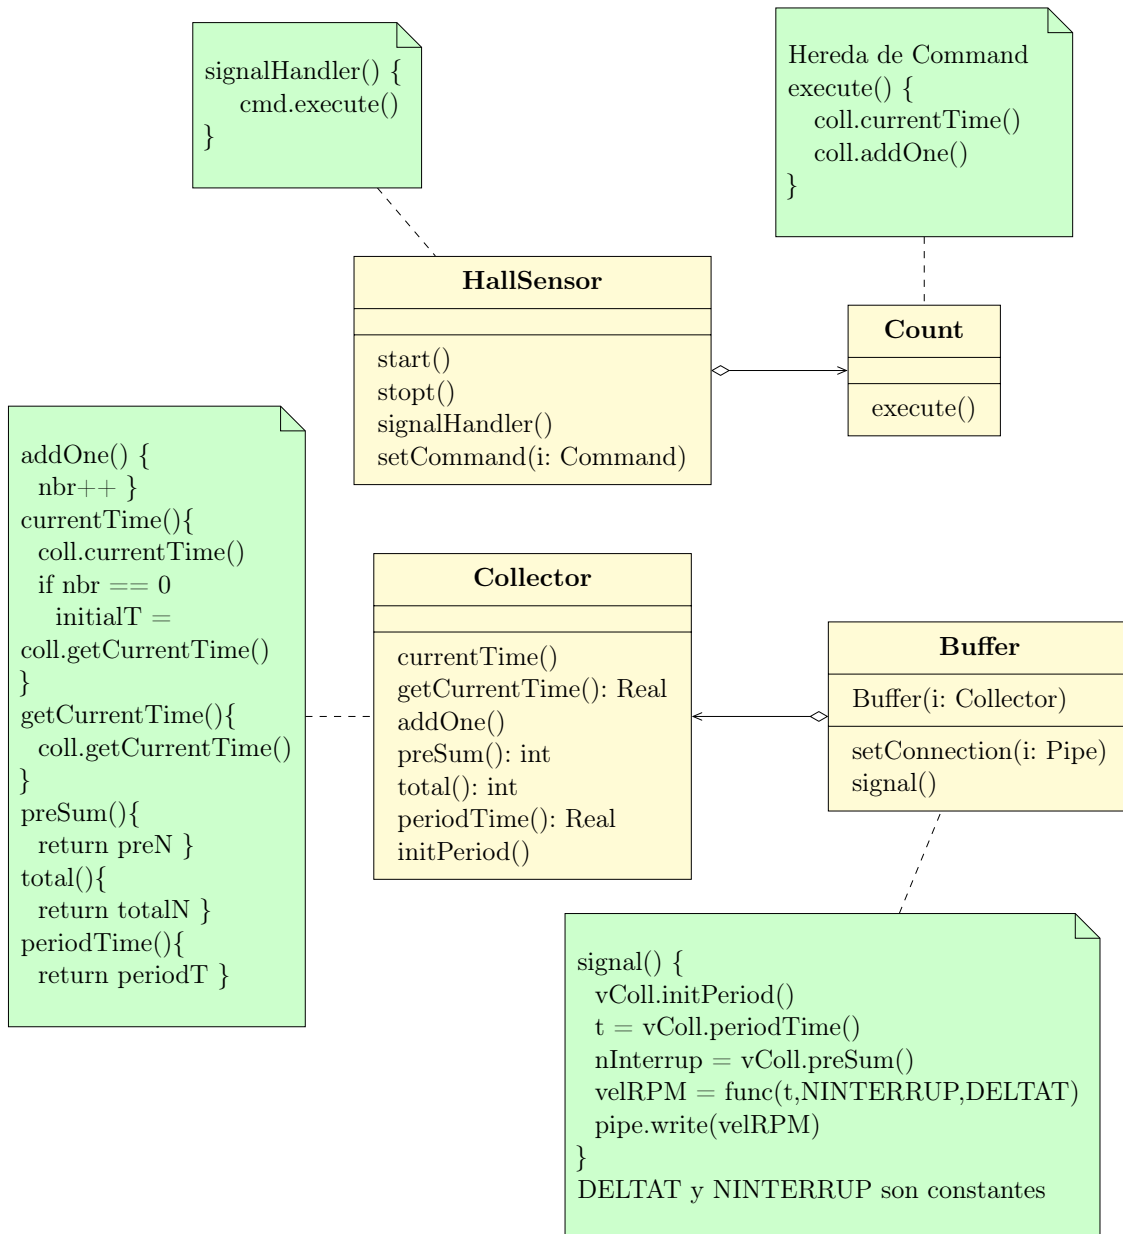 signalHandler() {
cmd.execute()
}
Hereda de Command
execute() {
coll.currentTime()
coll.addOne()
}
HallSensor
start()
stopt()
signalHandler()
setCommand(i: Command)
Count
execute()
addOne() {
nbr++ }
currentTime(){
coll.currentTime()
if nbr == 0
initialT =
coll.getCurrentTime()
}
getCurrentTime(){
coll.getCurrentTime()
}
preSum(){
return preN }
total(){
return totalN }
periodTime(){
return periodT }
Collector
currentTime()
getCurrentTime(): Real
addOne()
preSum(): int
total(): int
periodTime(): Real
initPeriod()
Buffer
Buffer(i: Collector)
setConnection(i: Pipe)
signal()
signal() {
vColl.initPeriod()
t = vColl.periodTime()
nInterrup = vColl.preSum()
velRPM = func(t,NINTERRUP,DELTAT)
pipe.write(velRPM)
}
DELTAT y NINTERRUP son constantes